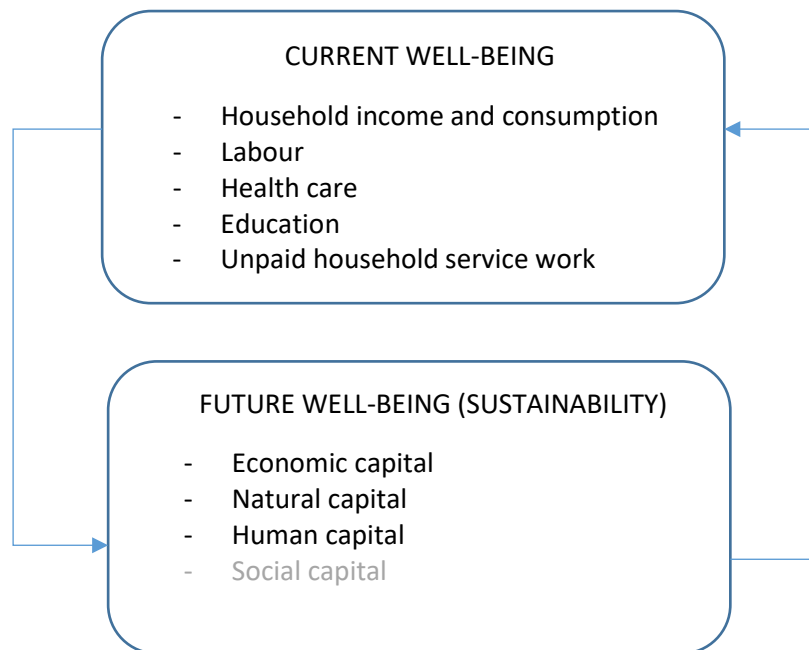 CURRENT WELL-BEING
- Household income and consumption
- Labour
- Health care
- Education
- Unpaid household service work
FUTURE WELL-BEING (SUSTAINABILITY)
- Economic capital
- Natural capital
- Human capital
- Social capital